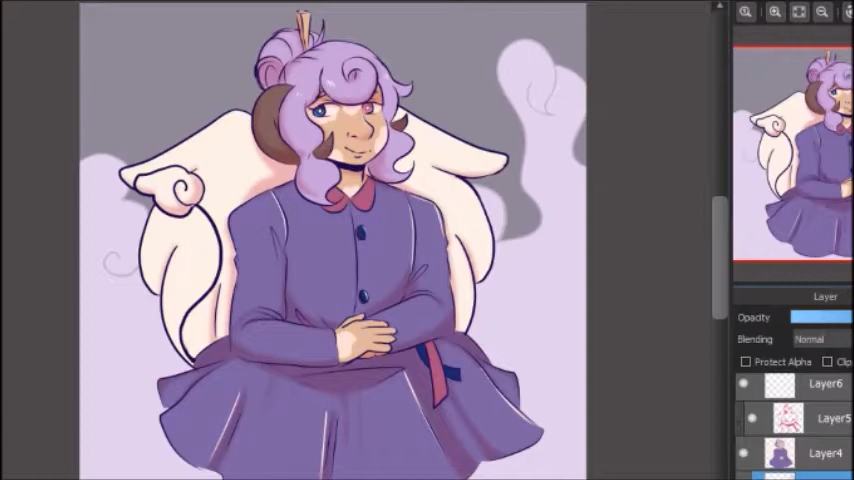 Layer
Opacity
Blending Normal
Protect Alpha Clip
Layer6
Layer5
Layer4